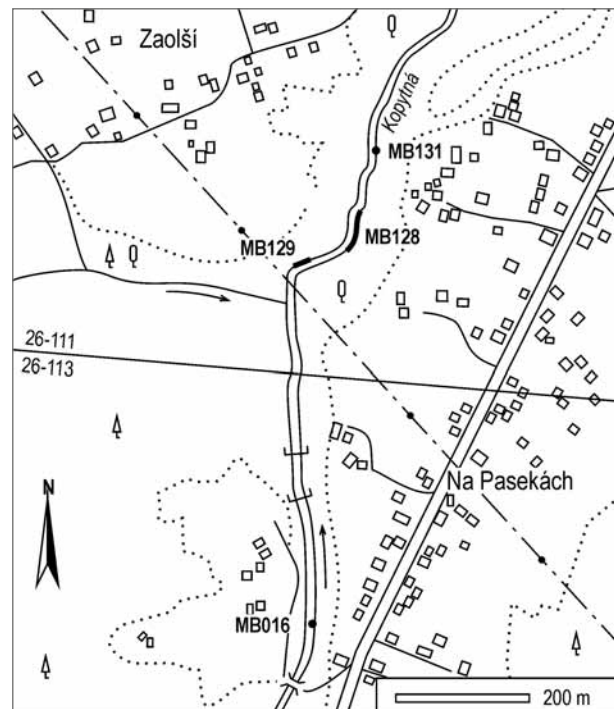 Zaolší
Kopytná
MB131
MB129
MB128
26-111
26-113
N
Na Pasekách
MB016
200 m